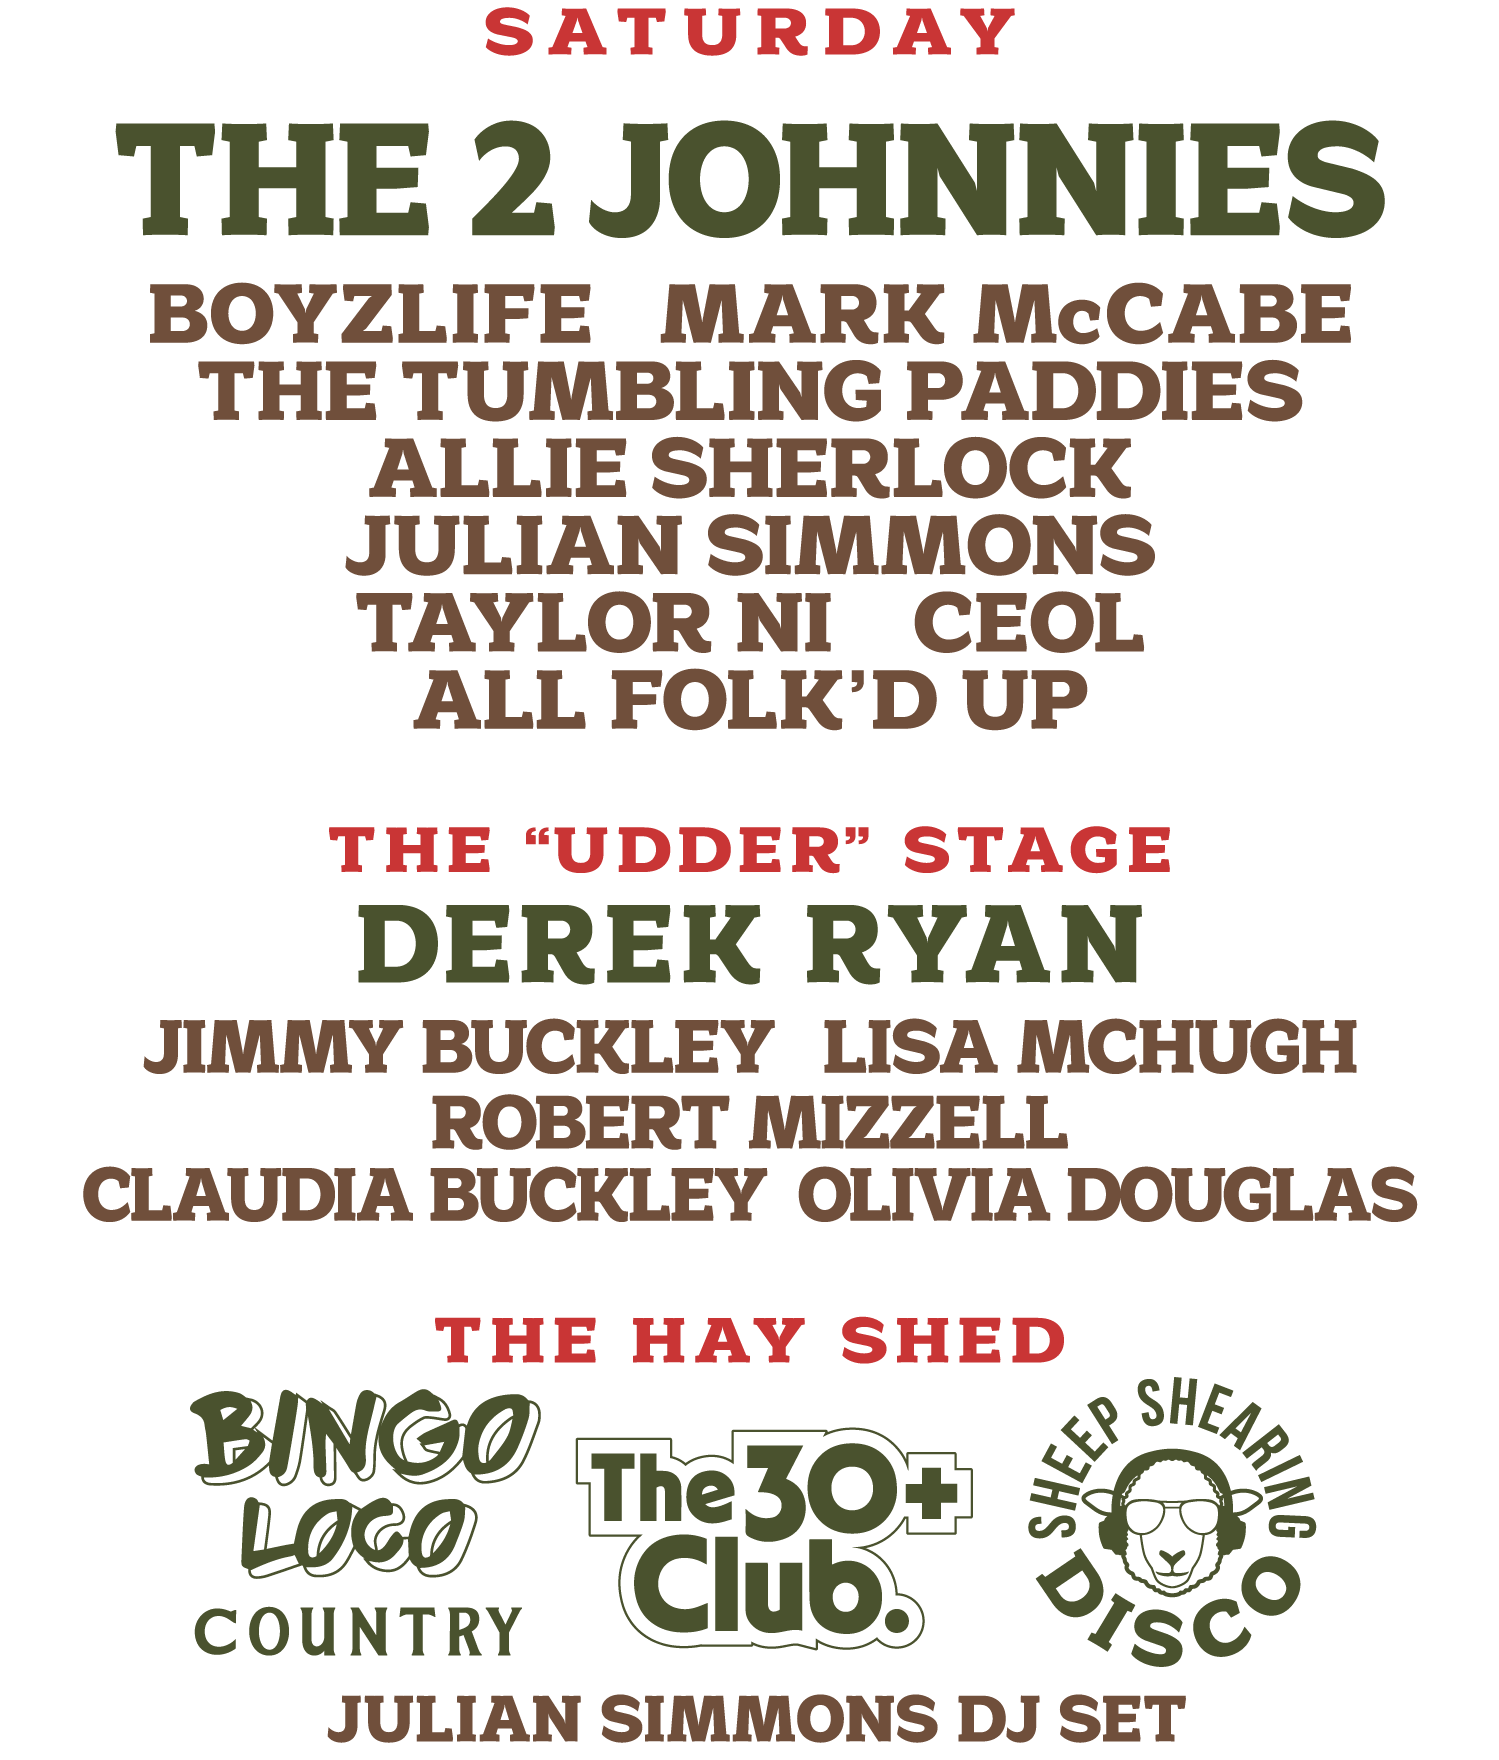 SATURDAY
THE 2 JOHNNIES
BOYZLIFE MARK McCABE
THE TUMBLING PADDIES
ALLIE SHERLOCK
JULIAN SIMMONS
TAYLOR NI CEOL
ALL FOLK’D UP
THE “UDDER” STAGE
DEREK RYAN
JIMMY BUCKLEY LISA MCHUGH
ROBERT MIZZELL
CLAUDIA BUCKLEY OLIVIA DOUGLAS
THE HAY SHED
BINGO
LOCO
COUNTRY
The 30+
Club.
SHEEP SHEARING
DISCO
JULIAN SIMMONS DJ SET